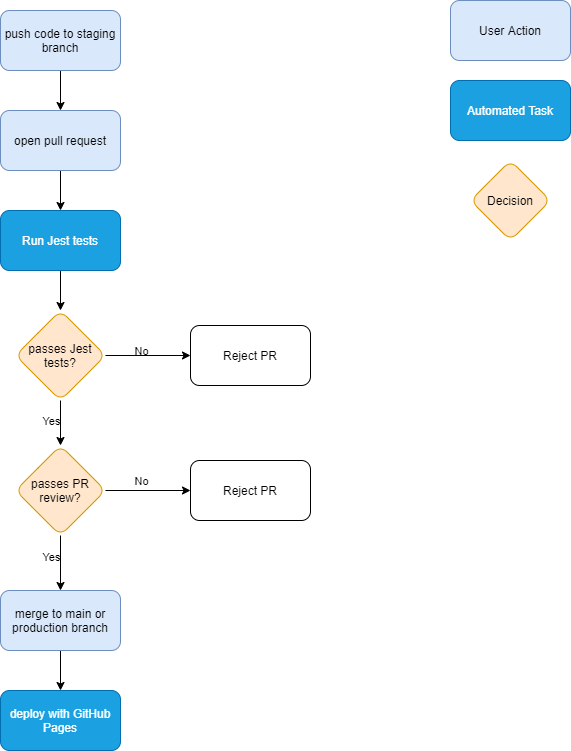 push code to staging
branch
User Action
open pull request
Automated Task
Decision
Run Jest tests
passes Jest
tests?
No
Reject PR
Yes
passes PR
review?
No
Reject PR
Yes
merge to main or
production branch
deploy with GitHub
Pages